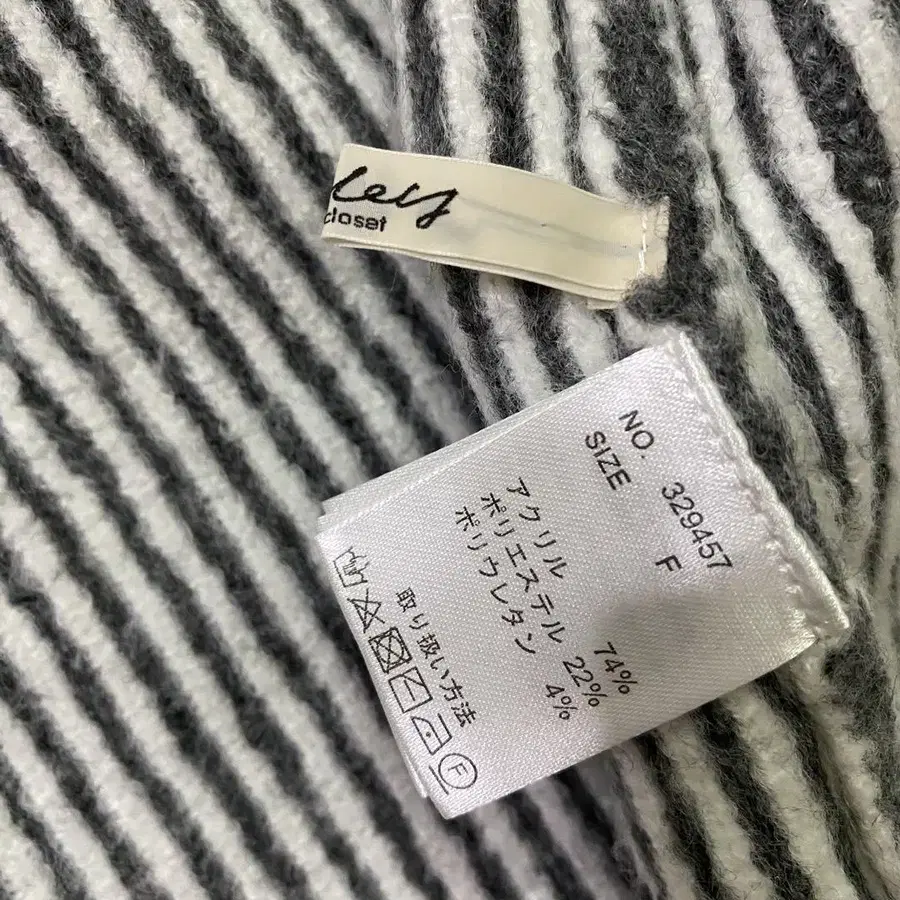 closet
NO. 329457
SIZE F
アクリル 74%
ポリエステル 22%
ポリウレタン 4%
取り扱い方法
F